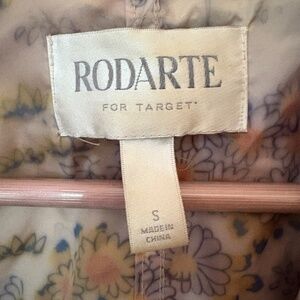 RODARTE
FOR TARGET*
S
MADE IN
CHINA